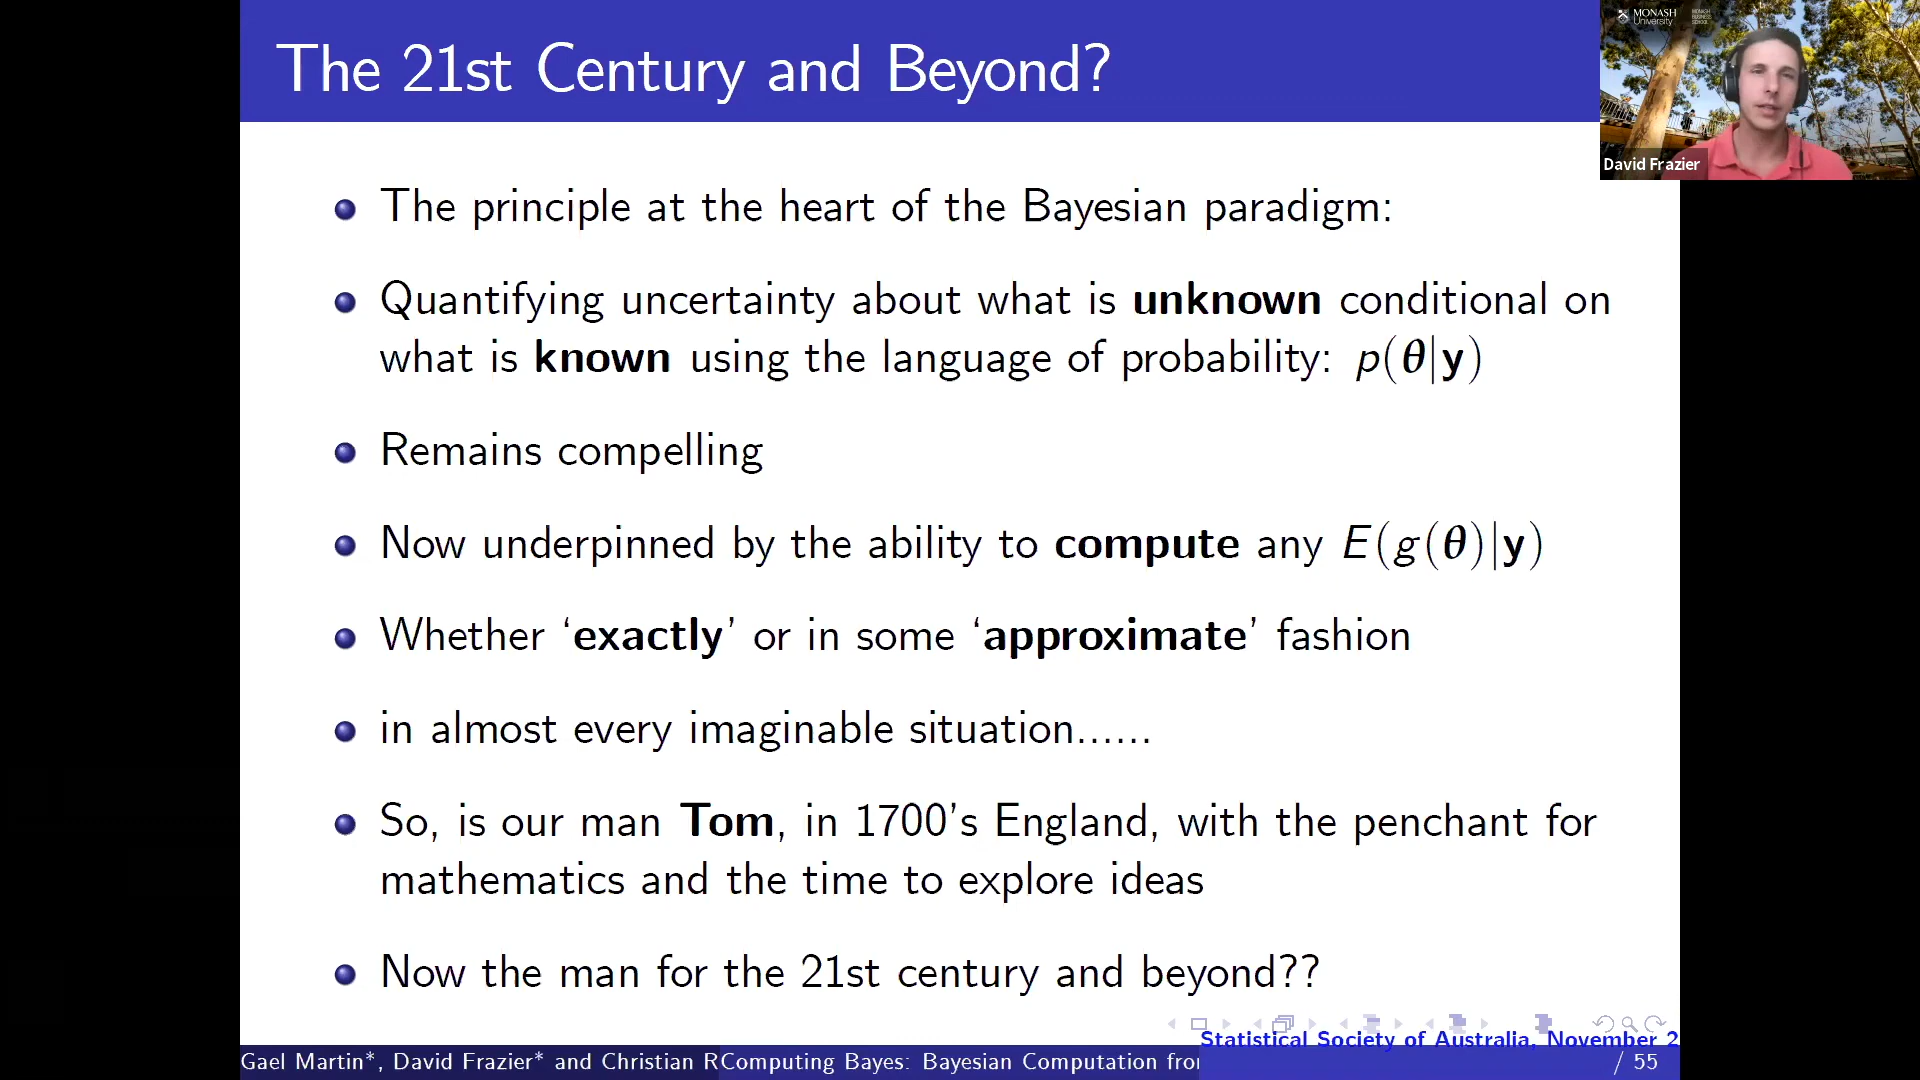 The 21st Century and Beyond?
MONASH
University
MONASH
BUSINESS
SCHOOL
David Frazier
The principle at the heart of the Bayesian paradigm:
Quantifying uncertainty about what is unknown conditional on
what is known using the language of probability: p(θ|y)
Remains compelling
Now underpinned by the ability to compute any E(g(θ)|y)
Whether ‘exactly’ or in some ‘approximate’ fashion
in almost every imaginable situation......
So, is our man Tom, in 1700’s England, with the penchant for
mathematics and the time to explore ideas
Now the man for the 21st century and beyond??
Statistical Society of Australia, November 2
Gael Martin*, David Frazier* and Christian R
Computing Bayes: Bayesian Computation fro
/ 55